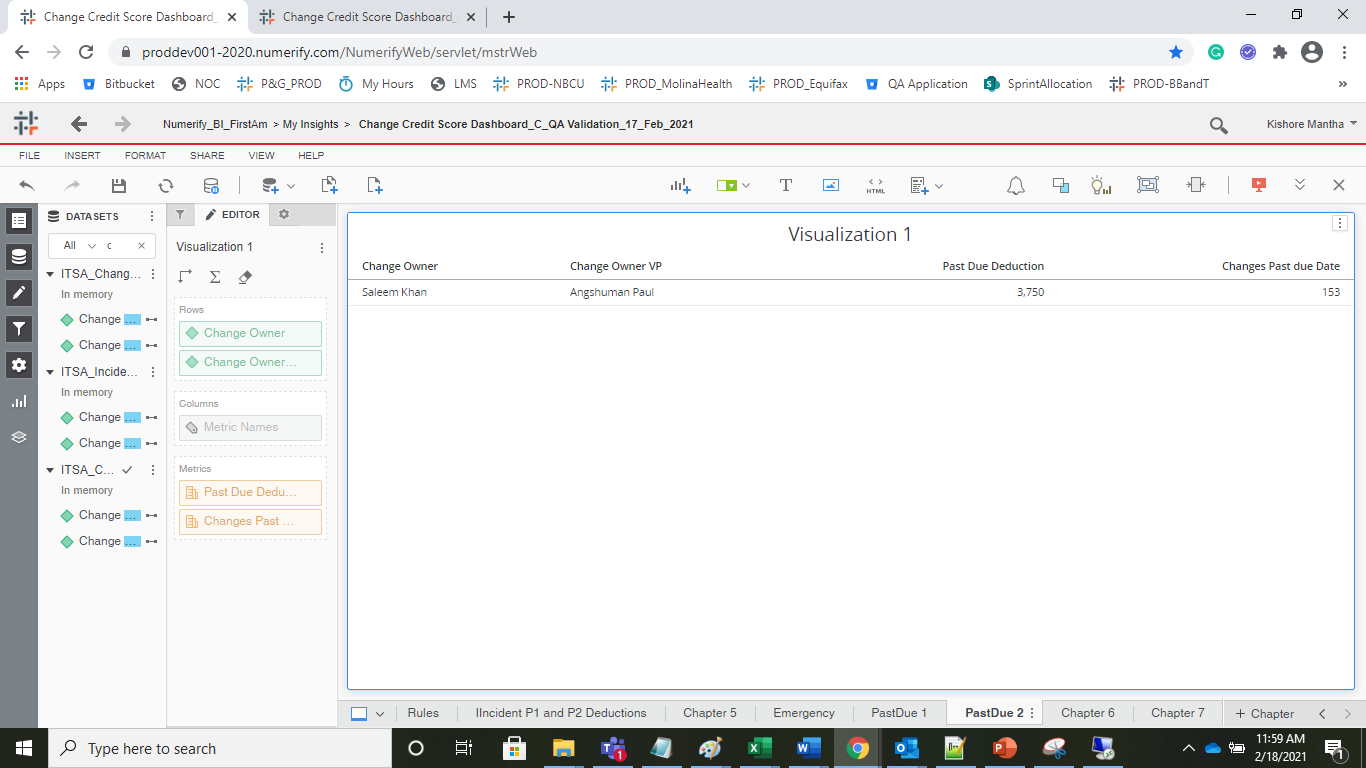 Change Credit Score Dashboard_
Change Credit Score Dashboard_
proddev001-2020.numerify.com/NumerifyWeb/servlet/mstrWeb
Apps Bitbucket NOC P&G_PROD My Hours LMS PROD-NBCU PROD_MolinaHealth PROD_Equifax QA Application SprintAllocation PROD-BBandT »
Numerify_BI_FirstAm > My Insights > Change Credit Score Dashboard_C_QA Validation_17_Feb_2021
Kishore Mantha
FILE INSERT FORMAT SHARE VIEW HELP
HTML
DATASETS
All c
ITSA_Chang...
In memory
Change ...
Change ...
ITSA_Incide...
In memory
Change ...
Change ...
ITSA_C...
In memory
Change ...
Change ...
EDITOR
Visualization 1
Rows
Change Owner
Change Owner...
Columns
Metric Names
Metrics
Past Due Dedu...
Changes Past ...
Visualization 1
Change Owner Change Owner VP Past Due Deduction Changes Past due Date
Saleem Khan Angshuman Paul 3,750 153
Rules IIncident P1 and P2 Deductions Chapter 5 Emergency PastDue 1 PastDue 2 Chapter 6 Chapter 7 + Chapter
Type here to search
1
11:59 AM
2/18/2021
1